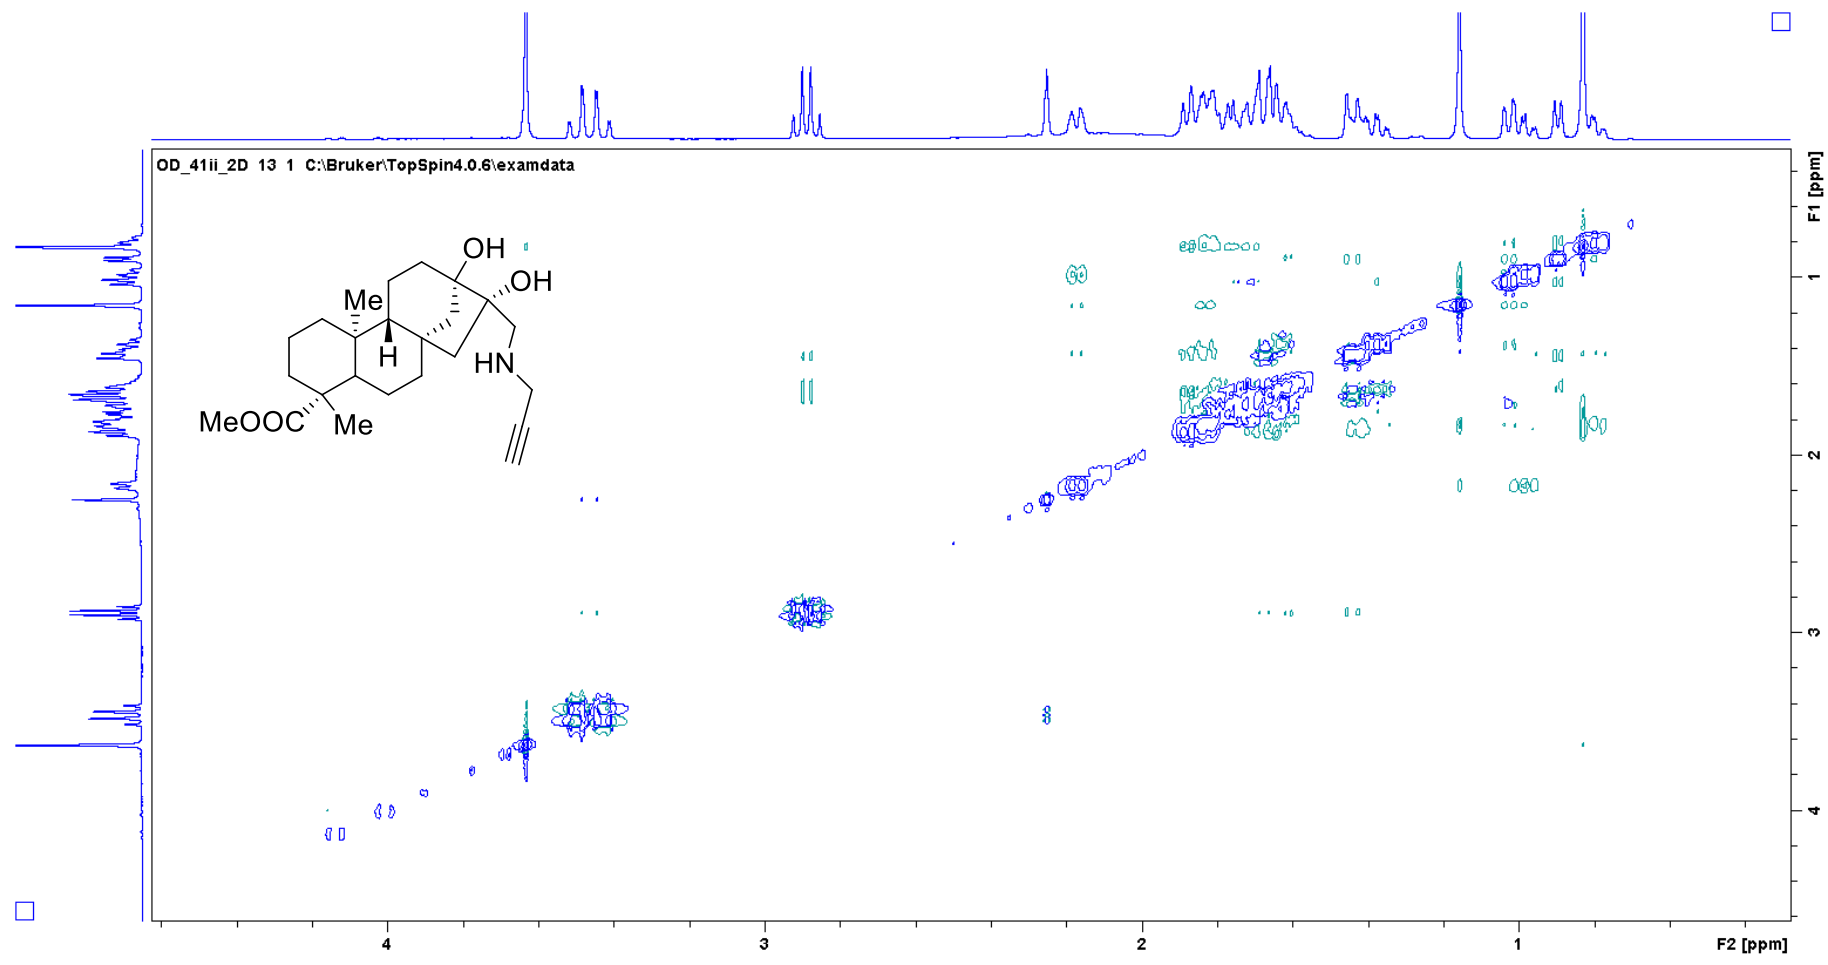 OD_41ii_2D 13 1 C:\Bruker\TopSpin4.0.6\examdata
OH
OH
Me
H
HN
MeOOC
Me
F1 [ppm]
1
2
3
4
4
3
2
1
F2 [ppm]